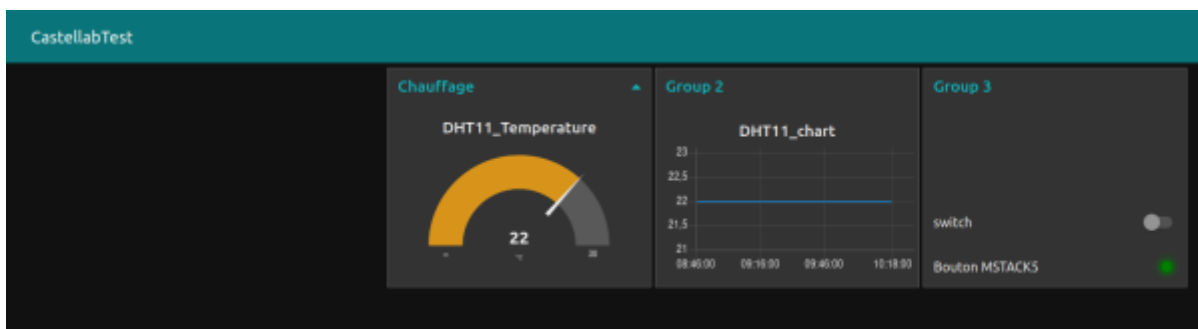 CastellabTest
Chauffage
DHT11_Temperature
22
Group 2
DHT11_chart
23
22,5
22
21,5
21
08:46:00 09:16:00 09:46:00 10:18:00
Group 3
switch
Bouton MSTACK5